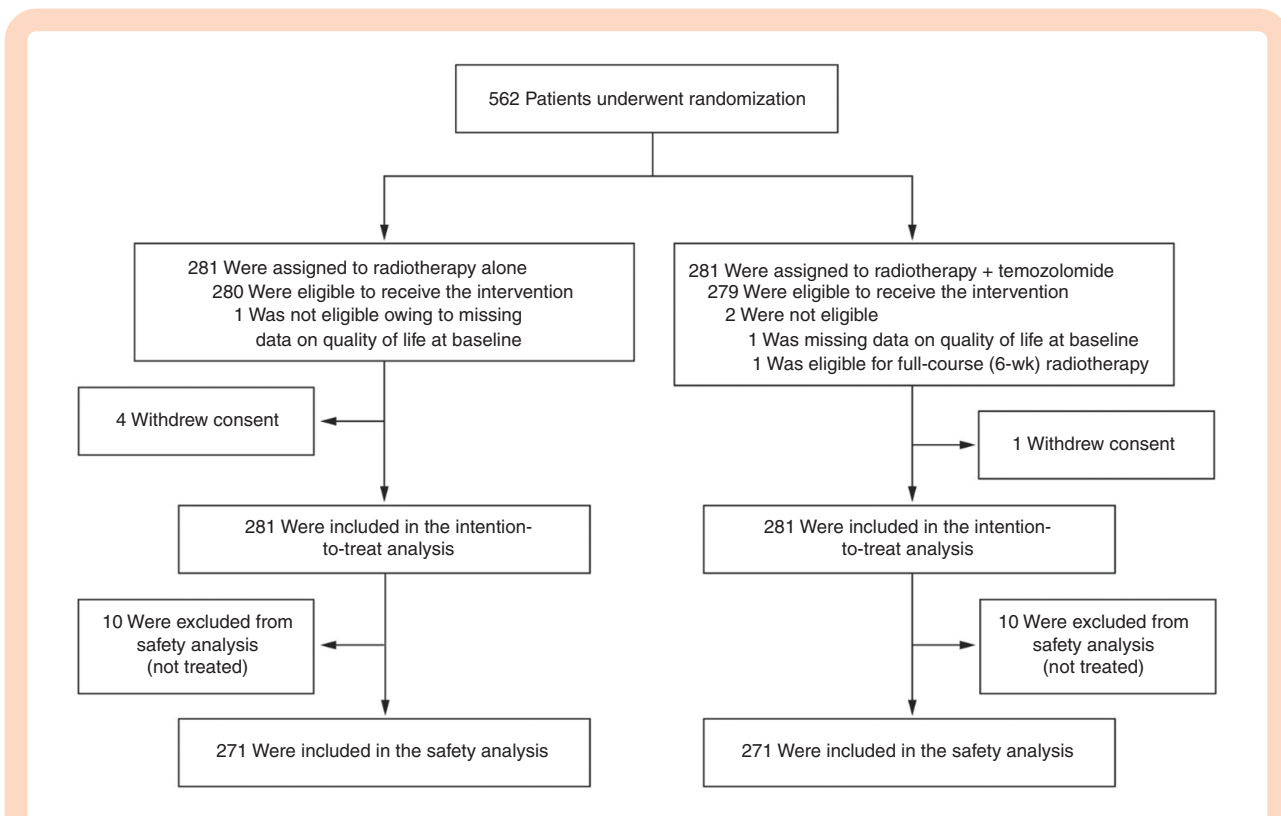 562 Patients underwent randomization
281 Were assigned to radiotherapy alone
280 Were eligible to receive the intervention
1 Was not eligible owing to missing
data on quality of life at baseline
281 Were assigned to radiotherapy + temozolomide
279 Were eligible to receive the intervention
2 Were not eligible
1 Was missing data on quality of life at baseline
1 Was eligible for full-course (6-wk) radiotherapy
4 Withdrew consent
1 Withdrew consent
281 Were included in the intention-
to-treat analysis
281 Were included in the intention-
to-treat analysis
10 Were excluded from
safety analysis
(not treated)
10 Were excluded from
safety analysis
(not treated)
271 Were included in the safety analysis
271 Were included in the safety analysis